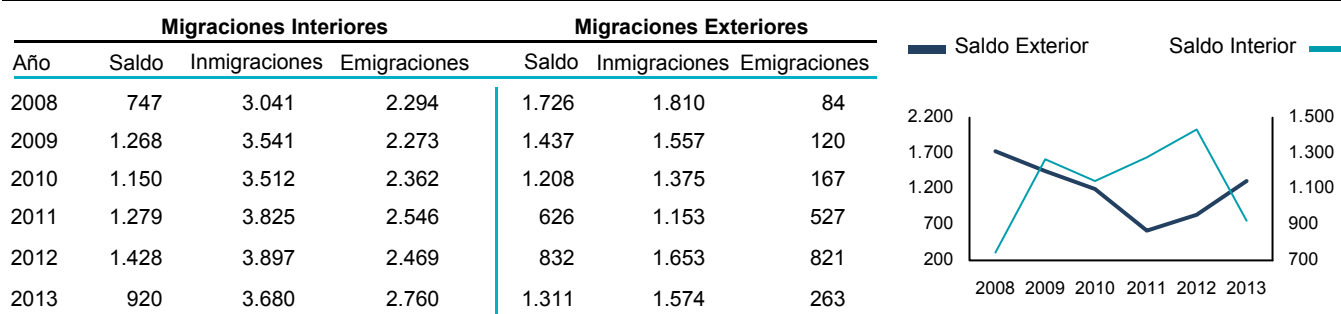 Migraciones Interiores Migraciones Exteriores
Año Saldo Inmigraciones Emigraciones Saldo Inmigraciones Emigraciones
2008 747 3.041 2.294 1.726 1.810 84
2009 1.268 3.541 2.273 1.437 1.557 120
2010 1.150 3.512 2.362 1.208 1.375 167
2011 1.279 3.825 2.546 626 1.153 527
2012 1.428 3.897 2.469 832 1.653 821
2013 920 3.680 2.760 1.311 1.574 263
Saldo Exterior Saldo Interior
2.200 1.500
1.700 1.300
1.200 1.100
700 900
200 700
2008 2009 2010 2011 2012 2013